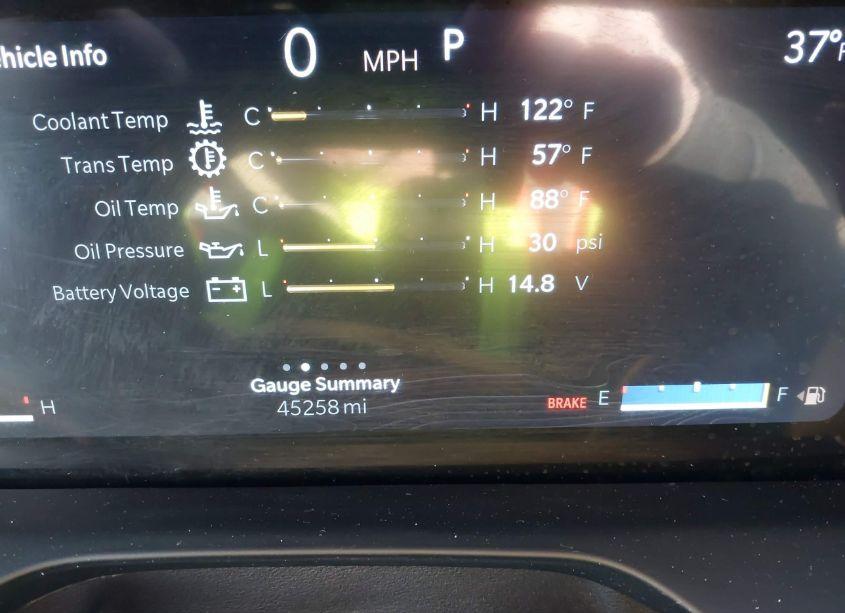 ehicle Info 0 MPH P 37°F
Coolant Temp C H 122° F
Trans Temp C H 57° F
Oil Temp C H 88° F
Oil Pressure L H 30 psi
Battery Voltage L H 14.8 V
Gauge Summary
45258 mi
H BRAKE E F